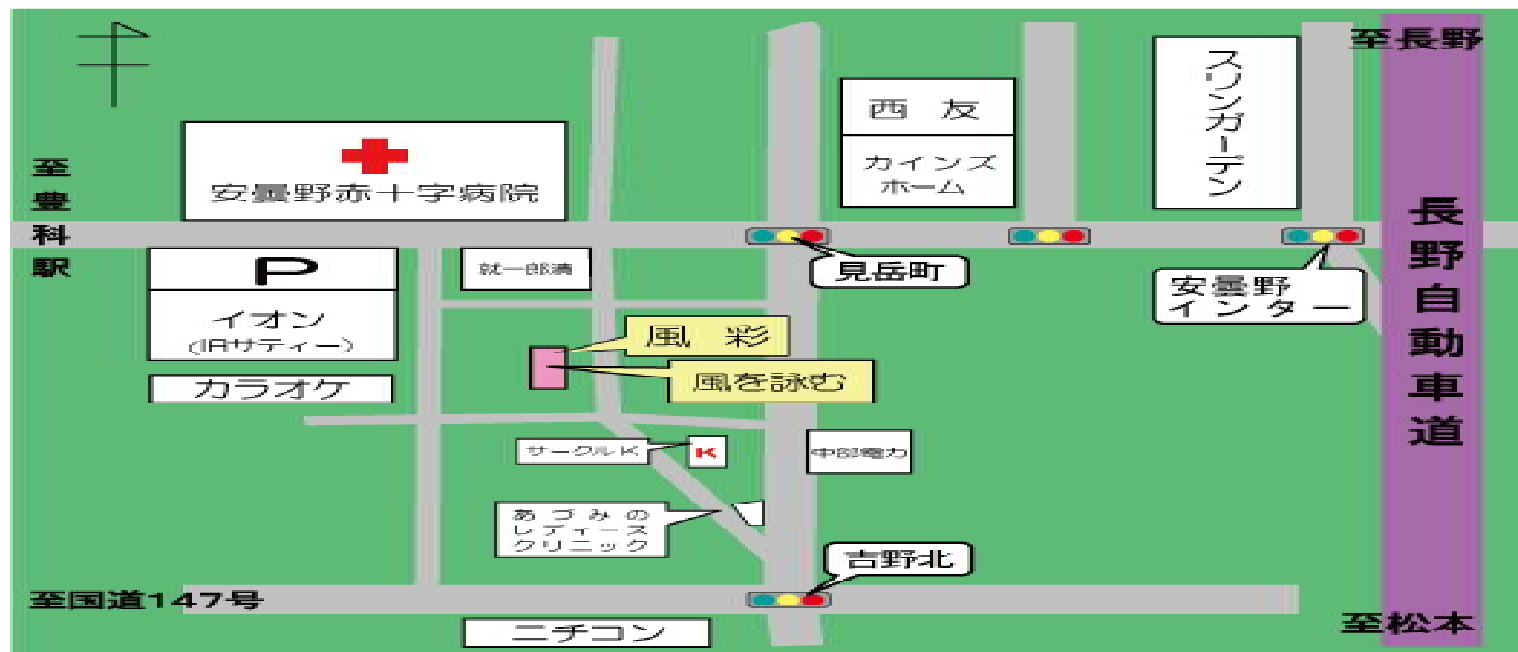 至長野
スリンガーデン
西友
カインズ
ホーム
安曇野赤十字病院
至豊科駅
P
イオン
(旧サティー)
カラオケ
就一郎漬
見岳町
安曇野
インター
長野自動車道
風彩
風を詠む
サークルK
K
中部電力
あづみの
レディース
クリニック
吉野北
至国道147号
ニチコン
至松本